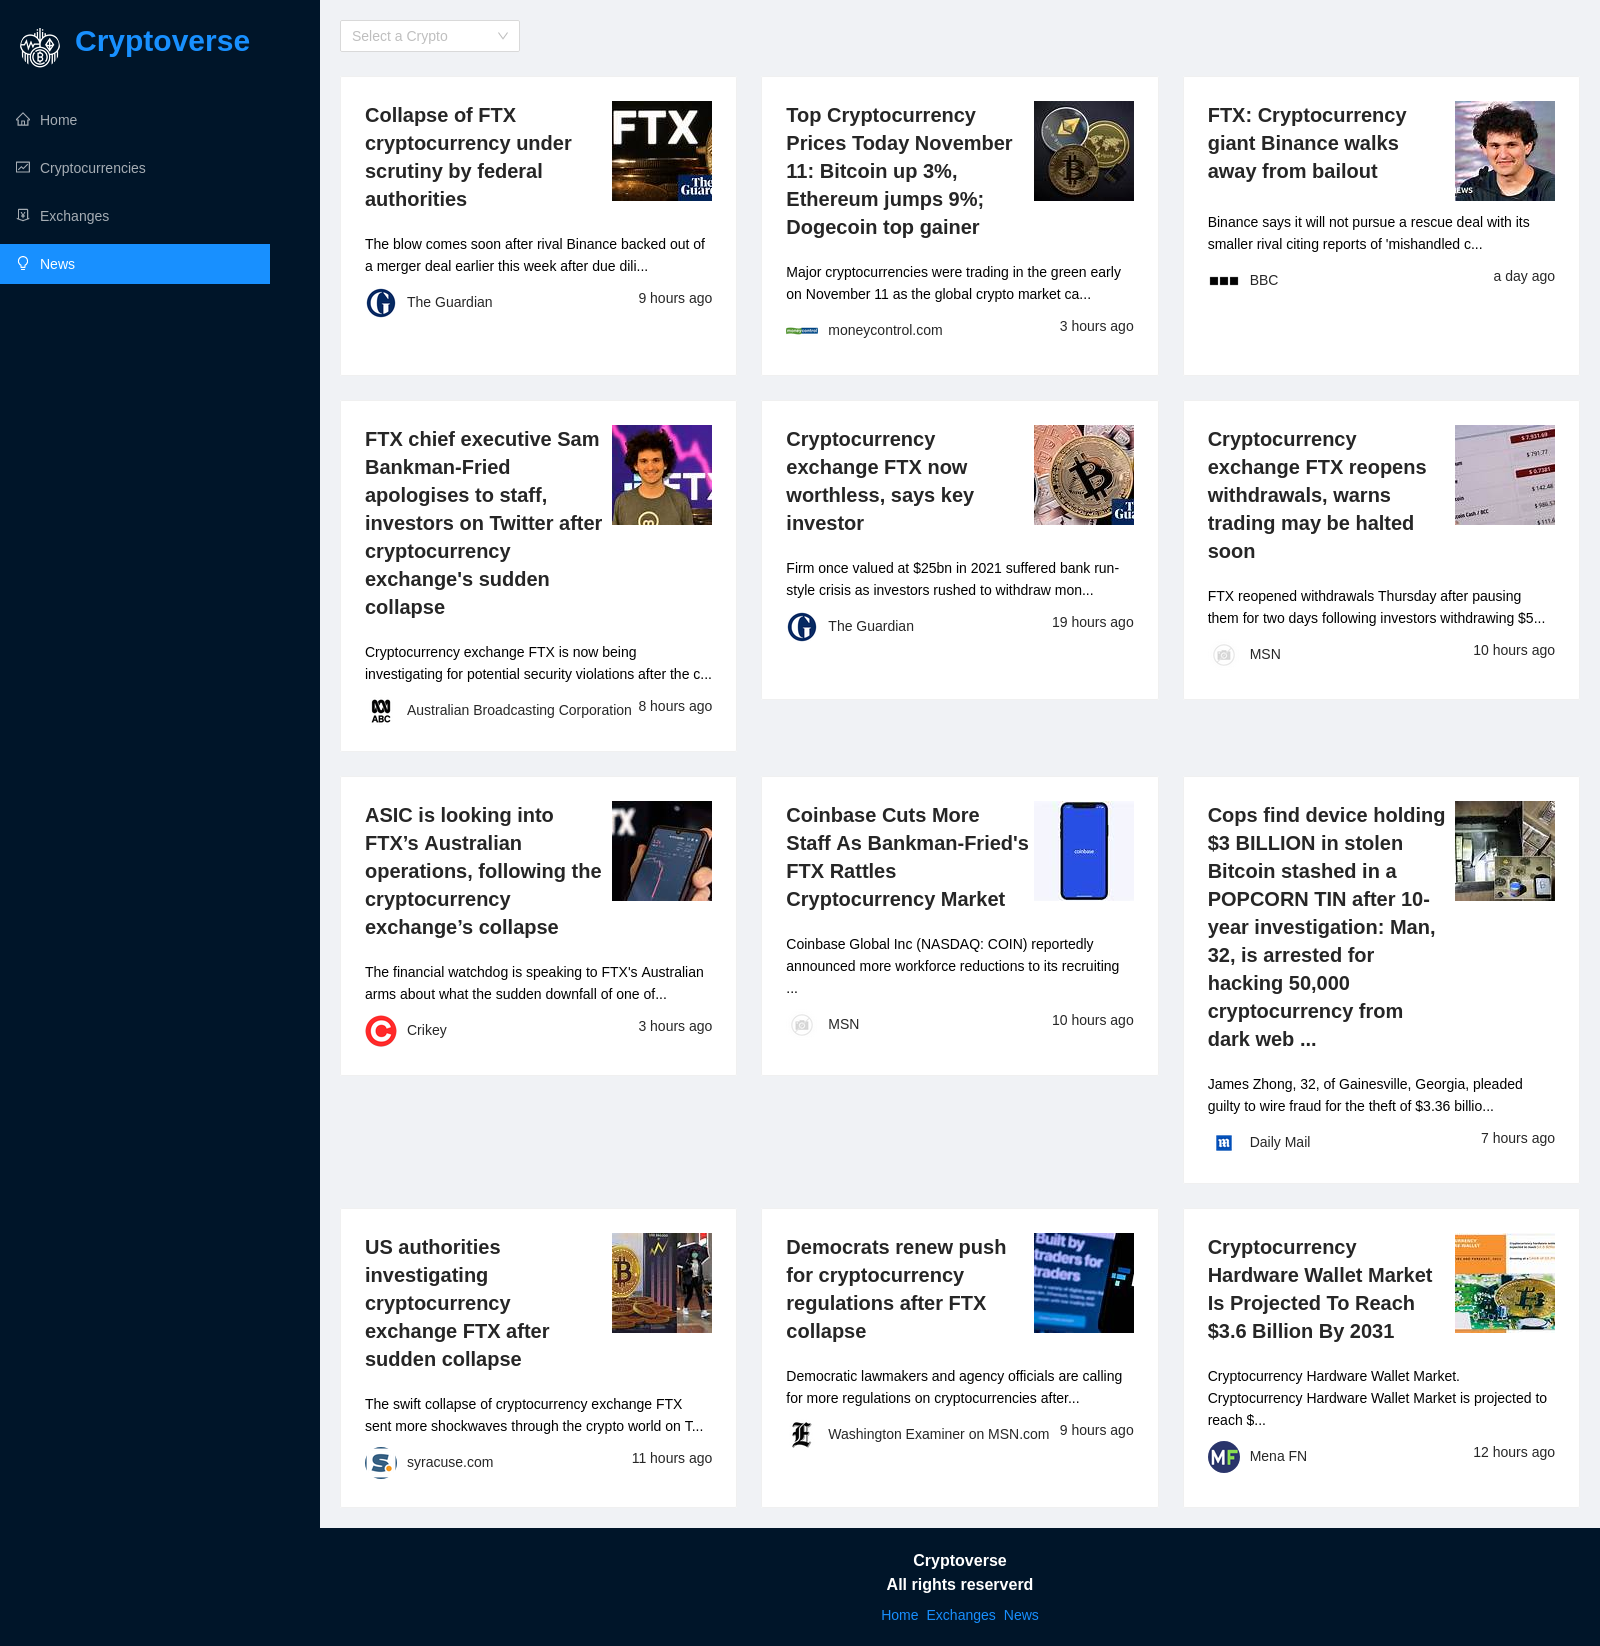 Cryptoverse
Home
Cryptocurrencies
Exchanges
News
Select a Crypto
Collapse of FTX
cryptocurrency under
scrutiny by federal
authorities
FTX
The blow comes soon after rival Binance backed out of
a merger deal earlier this week after due dili...
The Guardian
9 hours ago
Top Cryptocurrency
Prices Today November
11: Bitcoin up 3%,
Ethereum jumps 9%;
Dogecoin top gainer
Major cryptocurrencies were trading in the green early
on November 11 as the global crypto market ca...
moneycontrol.com
3 hours ago
FTX: Cryptocurrency
giant Binance walks
away from bailout
Binance says it will not pursue a rescue deal with its
smaller rival citing reports of 'mishandled c...
BBC
a day ago
FTX chief executive Sam
Bankman-Fried
apologises to staff,
investors on Twitter after
cryptocurrency
exchange's sudden
collapse
Cryptocurrency exchange FTX is now being
investigating for potential security violations after the c...
ABC
Australian Broadcasting Corporation
8 hours ago
Cryptocurrency
exchange FTX now
worthless, says key
investor
Firm once valued at $25bn in 2021 suffered bank run-
style crisis as investors rushed to withdraw mon...
The Guardian
19 hours ago
Cryptocurrency
exchange FTX reopens
withdrawals, warns
trading may be halted
soon
FTX reopened withdrawals Thursday after pausing
them for two days following investors withdrawing $5...
MSN
10 hours ago
ASIC is looking into
FTX’s Australian
operations, following the
cryptocurrency
exchange’s collapse
The financial watchdog is speaking to FTX's Australian
arms about what the sudden downfall of one of...
Crikey
3 hours ago
Coinbase Cuts More
Staff As Bankman-Fried's
FTX Rattles
Cryptocurrency Market
coinbase
Coinbase Global Inc (NASDAQ: COIN) reportedly
announced more workforce reductions to its recruiting
...
MSN
10 hours ago
Cops find device holding
$3 BILLION in stolen
Bitcoin stashed in a
POPCORN TIN after 10-
year investigation: Man,
32, is arrested for
hacking 50,000
cryptocurrency from
dark web ...
James Zhong, 32, of Gainesville, Georgia, pleaded
guilty to wire fraud for the theft of $3.36 billio...
Daily Mail
7 hours ago
US authorities
investigating
cryptocurrency
exchange FTX after
sudden collapse
The swift collapse of cryptocurrency exchange FTX
sent more shockwaves through the crypto world on T...
syracuse.com
11 hours ago
Democrats renew push
for cryptocurrency
regulations after FTX
collapse
Built by
traders for
traders
Democratic lawmakers and agency officials are calling
for more regulations on cryptocurrencies after...
Washington Examiner on MSN.com
9 hours ago
Cryptocurrency
Hardware Wallet Market
Is Projected To Reach
$3.6 Billion By 2031
Cryptocurrency Hardware Wallet Market.
Cryptocurrency Hardware Wallet Market is projected to
reach $...
MF
Mena FN
12 hours ago
Cryptoverse
All rights reserverd
Home Exchanges News